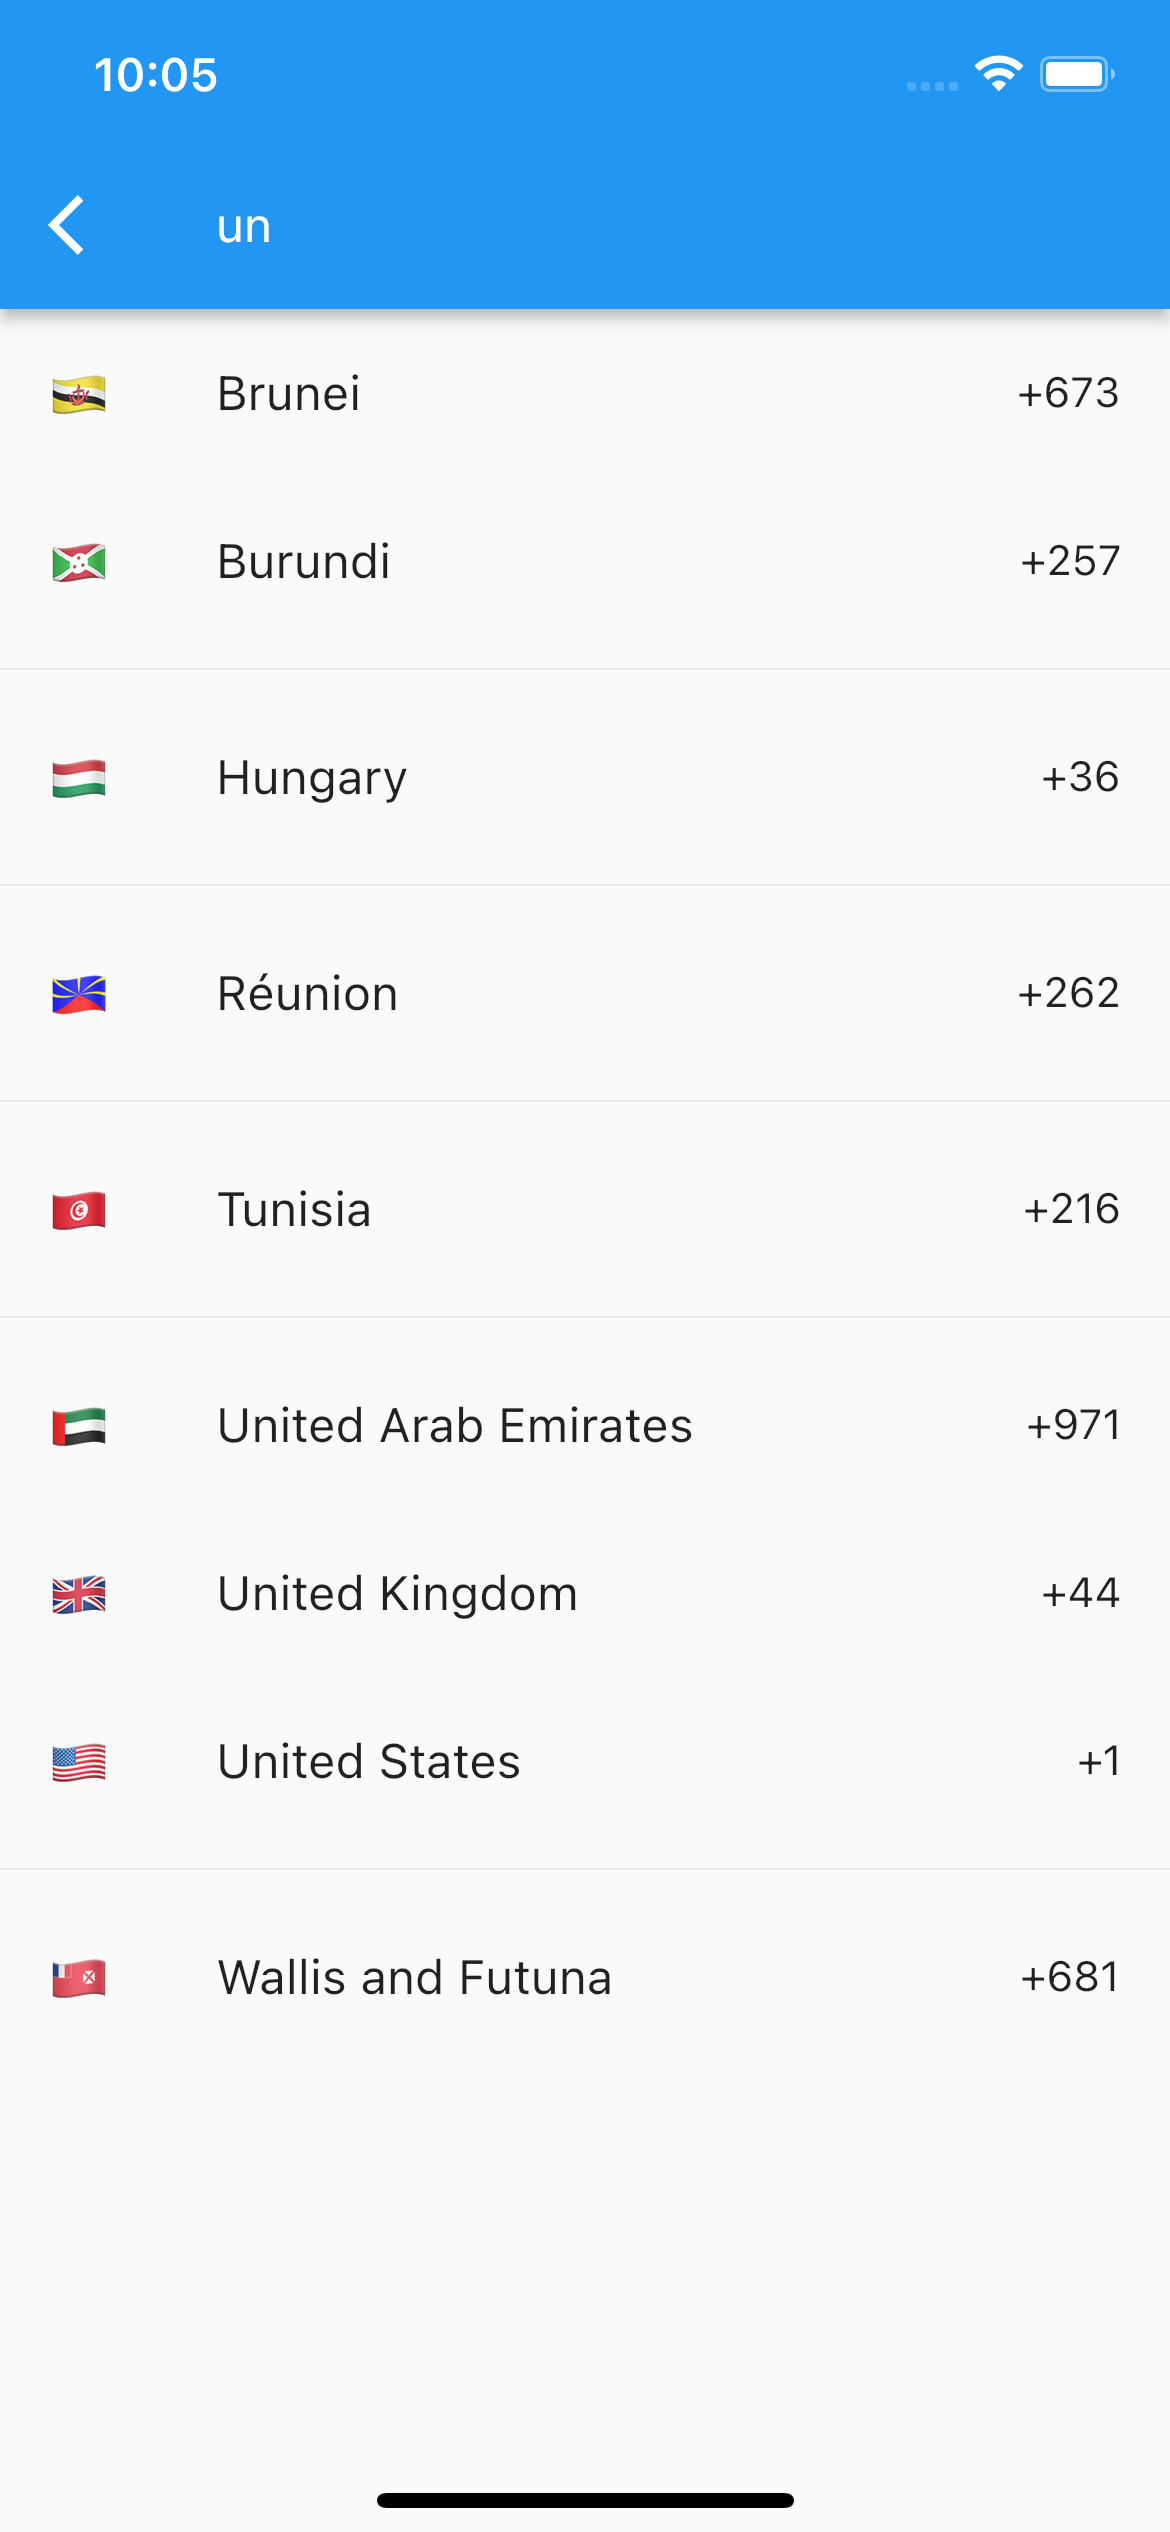 10:05
un
Brunei +673
Burundi +257
Hungary +36
Réunion +262
Tunisia +216
United Arab Emirates +971
United Kingdom +44
United States +1
Wallis and Futuna +681